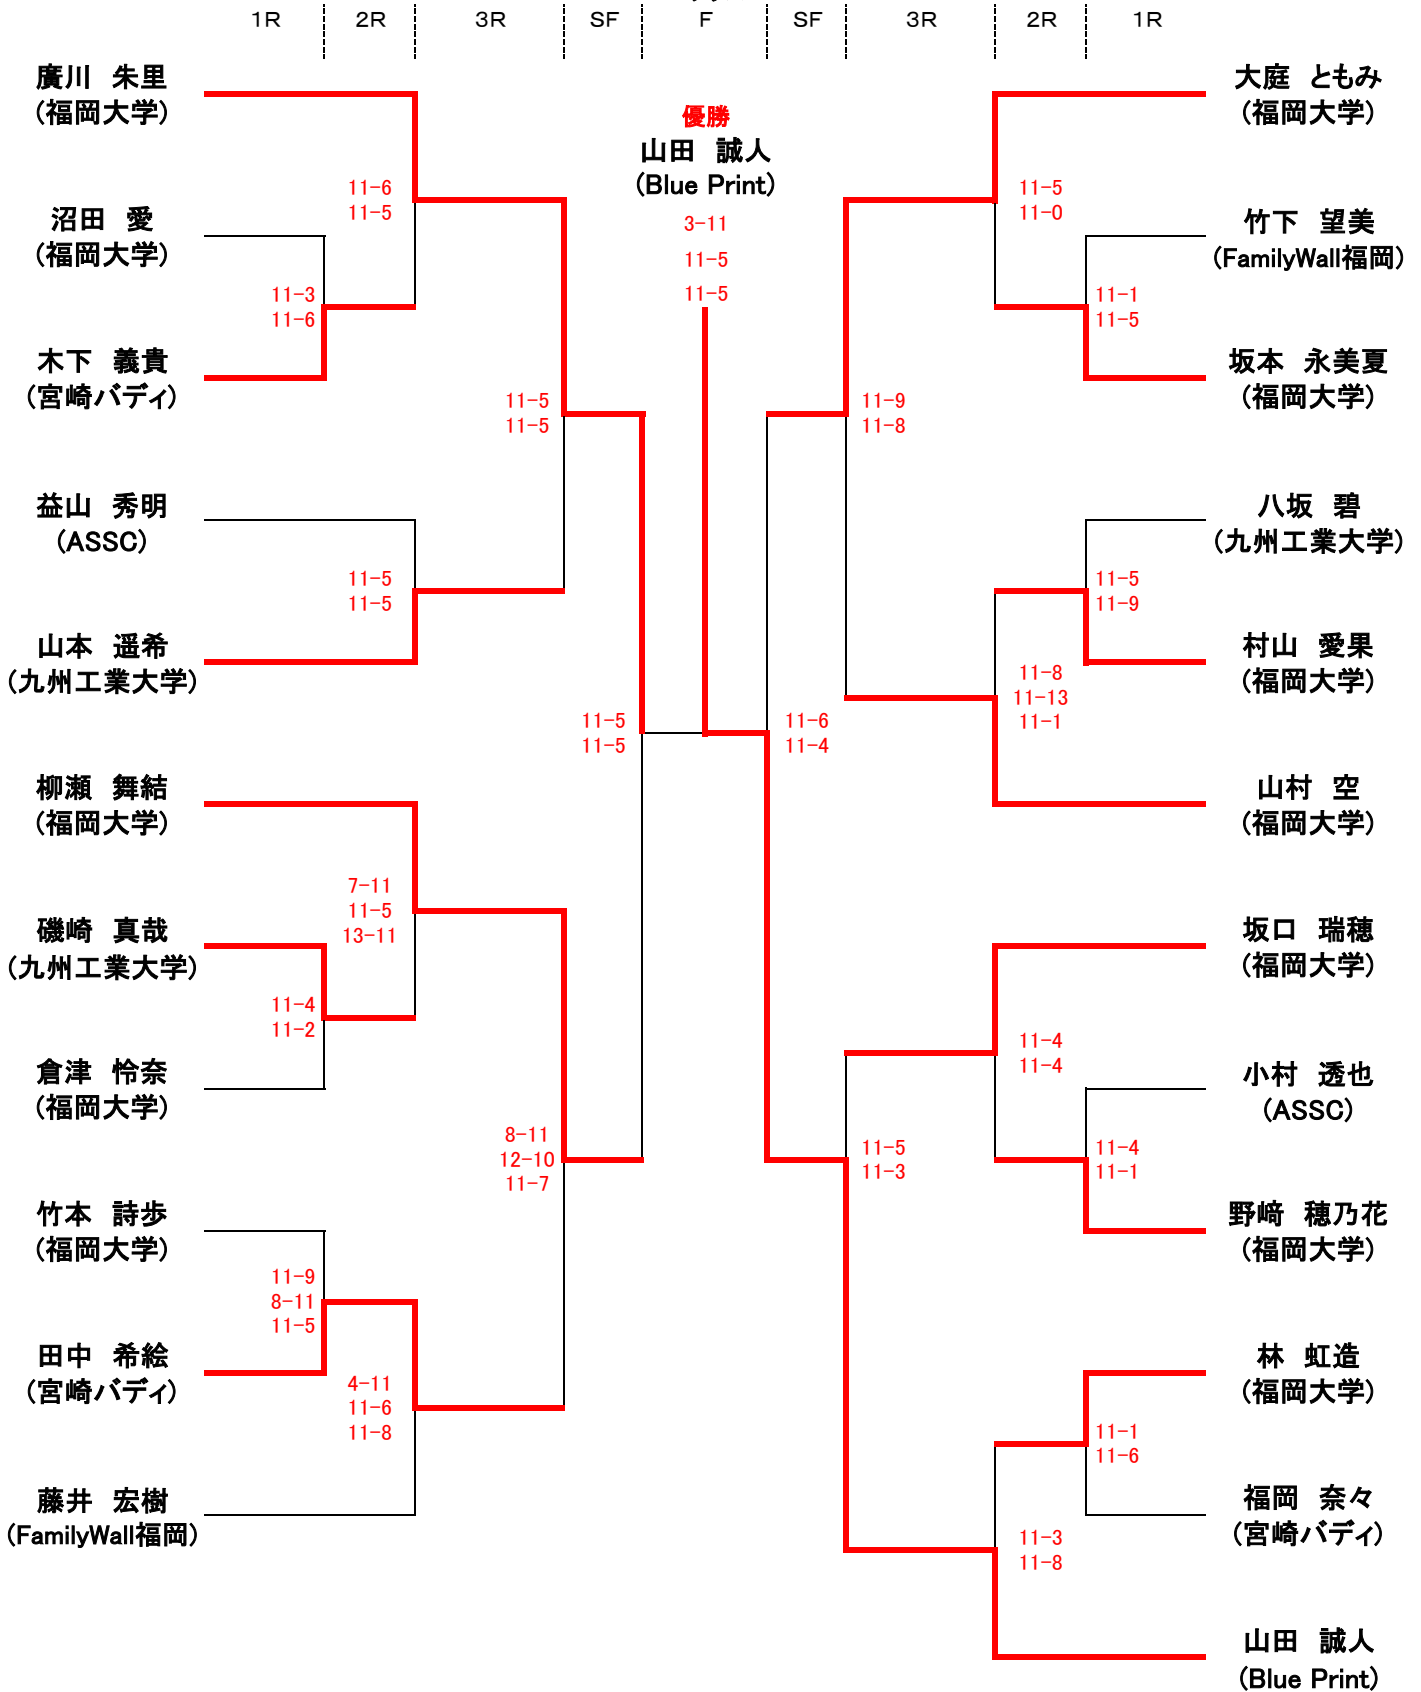 1R 2R 3R SF F SF 3R 2R 1R
廣川 朱里
(福岡大学)
沼田 愛
(福岡大学)
木下 義貴
(宮崎バディ)
益山 秀明
(ASSC)
山本 遥希
(九州工業大学)
柳瀬 舞結
(福岡大学)
磯崎 真哉
(九州工業大学)
倉津 怜奈
(福岡大学)
竹本 詩歩
(福岡大学)
田中 希絵
(宮崎バディ)
藤井 宏樹
(FamilyWall福岡)
11-3
11-6
11-4
11-2
11-9
8-11
11-5
11-6
11-5
11-5
11-5
7-11
11-5
13-11
4-11
11-6
11-8
11-5
11-5
8-11
12-10
11-7
11-5
11-5
優勝
山田 誠人
(Blue Print)
3-11
11-5
11-5
11-6
11-4
11-9
11-8
11-5
11-3
11-5
11-0
11-8
11-13
11-1
11-4
11-4
11-3
11-8
11-1
11-5
11-5
11-9
11-4
11-1
11-1
11-6
大庭 ともみ
(福岡大学)
竹下 望美
(FamilyWall福岡)
坂本 永美夏
(福岡大学)
八坂 碧
(九州工業大学)
村山 愛果
(福岡大学)
山村 空
(福岡大学)
坂口 瑞穂
(福岡大学)
小村 透也
(ASSC)
野﨑 穂乃花
(福岡大学)
林 虹造
(福岡大学)
福岡 奈々
(宮崎バディ)
山田 誠人
(Blue Print)